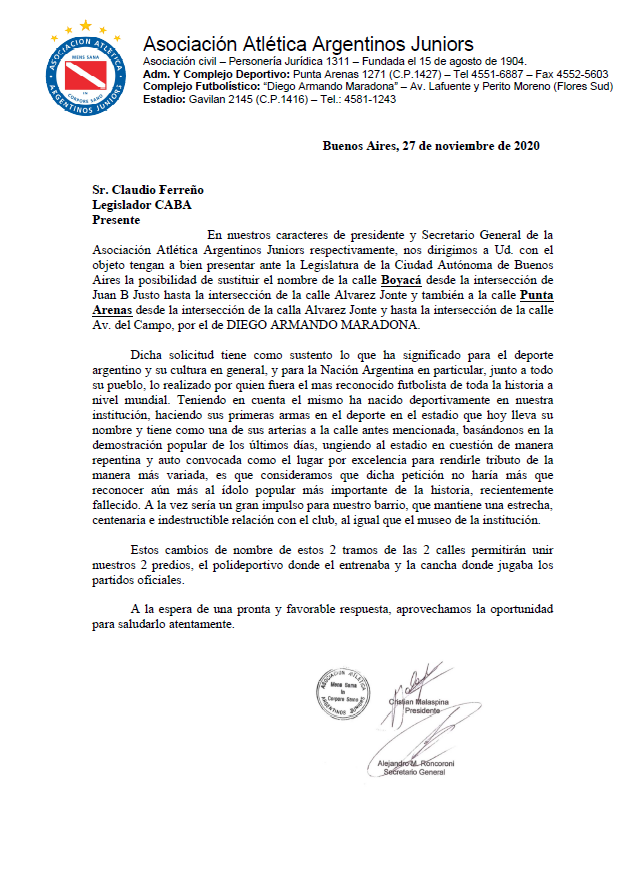 ASOCIACION ATLETICA
MENS SANA
IN
CORPORE SANO
ARGENTINOS JUNIORS
Asociación Atlética Argentinos Juniors
Asociación civil – Personería Jurídica 1311 – Fundada el 15 de agosto de 1904.
Adm. Y Complejo Deportivo: Punta Arenas 1271 (C.P.1427) – Tel 4551-6887 – Fax 4552-5603
Complejo Futbolístico: “Diego Armando Maradona” – Av. Lafuente y Perito Moreno (Flores Sud)
Estadio: Gavilan 2145 (C.P.1416) – Tel.: 4581-1243
Buenos Aires, 27 de noviembre de 2020
Sr. Claudio Ferreño
Legislador CABA
Presente
En nuestros caracteres de presidente y Secretario General de la
Asociación Atlética Argentinos Juniors respectivamente, nos dirigimos a Ud. con el
objeto tengan a bien presentar ante la Legislatura de la Ciudad Autónoma de Buenos
Aires la posibilidad de sustituir el nombre de la calle Boyacá desde la intersección de
Juan B Justo hasta la intersección de la calle Alvarez Jonte y también a la calle Punta
Arenas desde la intersección de la calla Alvarez Jonte y hasta la intersección de la calle
Av. del Campo, por el de DIEGO ARMANDO MARADONA.
Dicha solicitud tiene como sustento lo que ha significado para el deporte
argentino y su cultura en general, y para la Nación Argentina en particular, junto a todo
su pueblo, lo realizado por quien fuera el mas reconocido futbolista de toda la historia a
nivel mundial. Teniendo en cuenta el mismo ha nacido deportivamente en nuestra
institución, haciendo sus primeras armas en el deporte en el estadio que hoy lleva su
nombre y tiene como una de sus arterias a la calle antes mencionada, basándonos en la
demostración popular de los últimos días, ungiendo al estadio en cuestión de manera
repentina y auto convocada como el lugar por excelencia para rendirle tributo de la
manera más variada, es que consideramos que dicha petición no haría más que
reconocer aún más al ídolo popular más importante de la historia, recientemente
fallecido. A la vez sería un gran impulso para nuestro barrio, que mantiene una estrecha,
centenaria e indestructible relación con el club, al igual que el museo de la institución.
Estos cambios de nombre de estos 2 tramos de las 2 calles permitirán unir
nuestros 2 predios, el polideportivo donde el entrenaba y la cancha donde jugaba los
partidos oficiales.
A la espera de una pronta y favorable respuesta, aprovechamos la oportunidad
para saludarlo atentamente.
ASOCIACION ATLETICA
Mens Sana
In
Corpore Sano
ARGENTINOS JUNIORS
Cristian Malaspina
Presidente
Alejandro M. Roncoroni
Secretario General